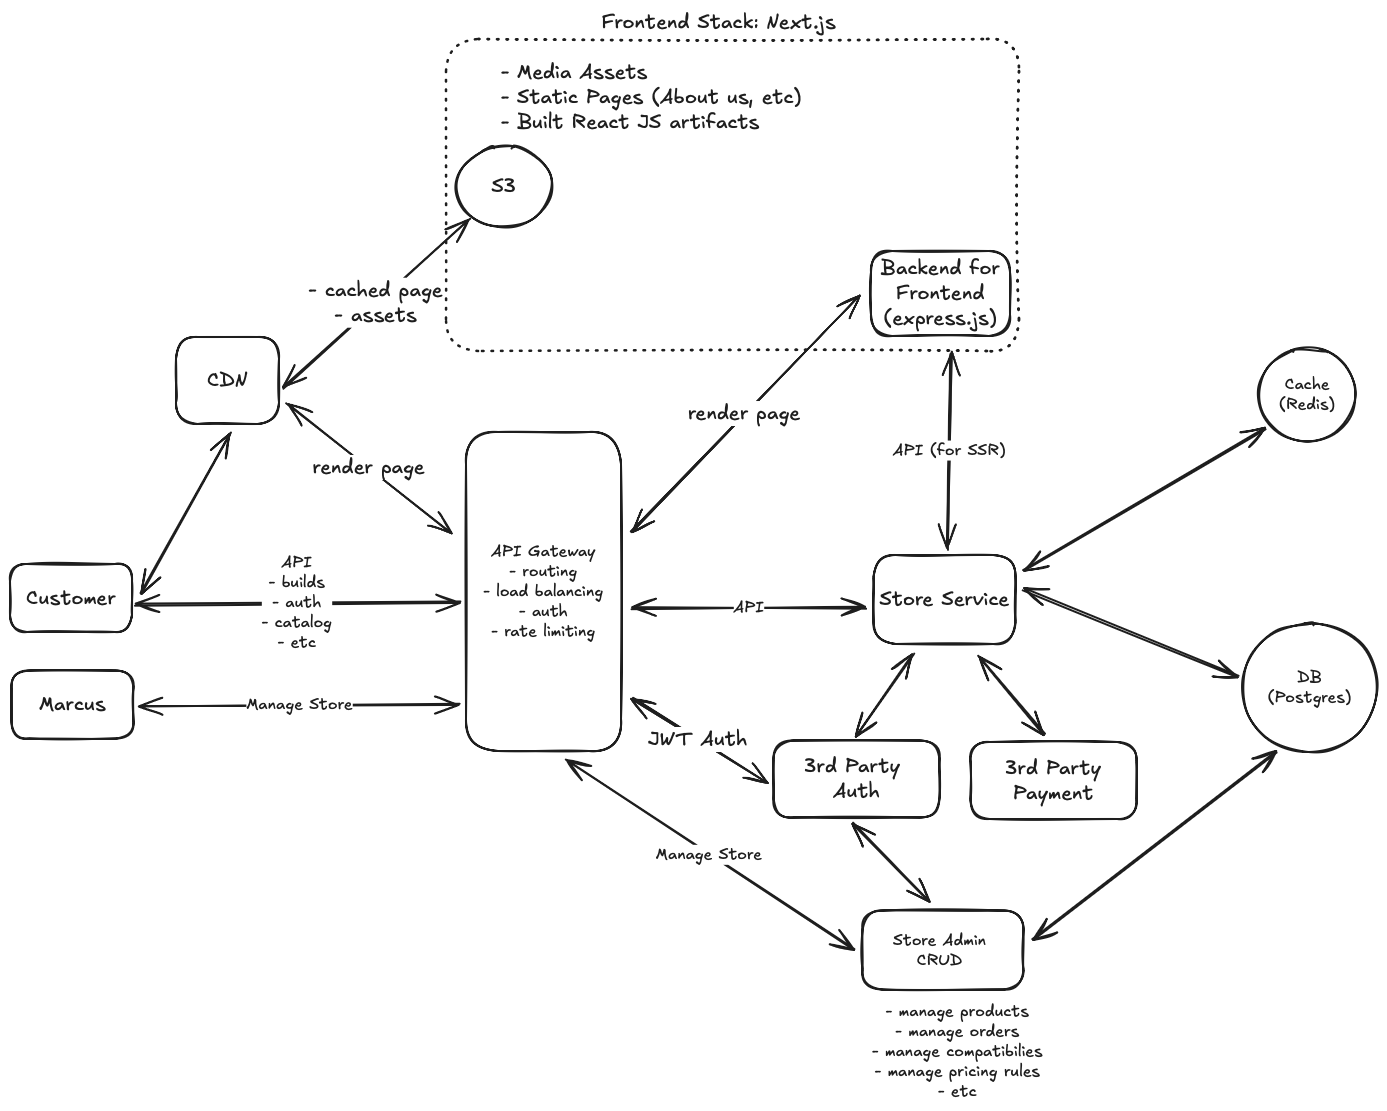 Frontend Stack: Next.js
- Media Assets
- Static Pages (About us, etc)
- Built React JS artifacts
S3
Backend for
Frontend
(express.js)
- cached page
- assets
CDN
Cache
(Redis)
render page
render page
API (for SSR)
API Gateway
- routing
- load balancing
- auth
- rate limiting
API
- builds
- auth
- catalog
- etc
Customer
API
Store Service
Marcus
Manage Store
DB
(Postgres)
JWT Auth
3rd Party
Auth
3rd Party
Payment
Manage Store
Store Admin
CRUD
- manage products
- manage orders
- manage compatibilies
- manage pricing rules
- etc